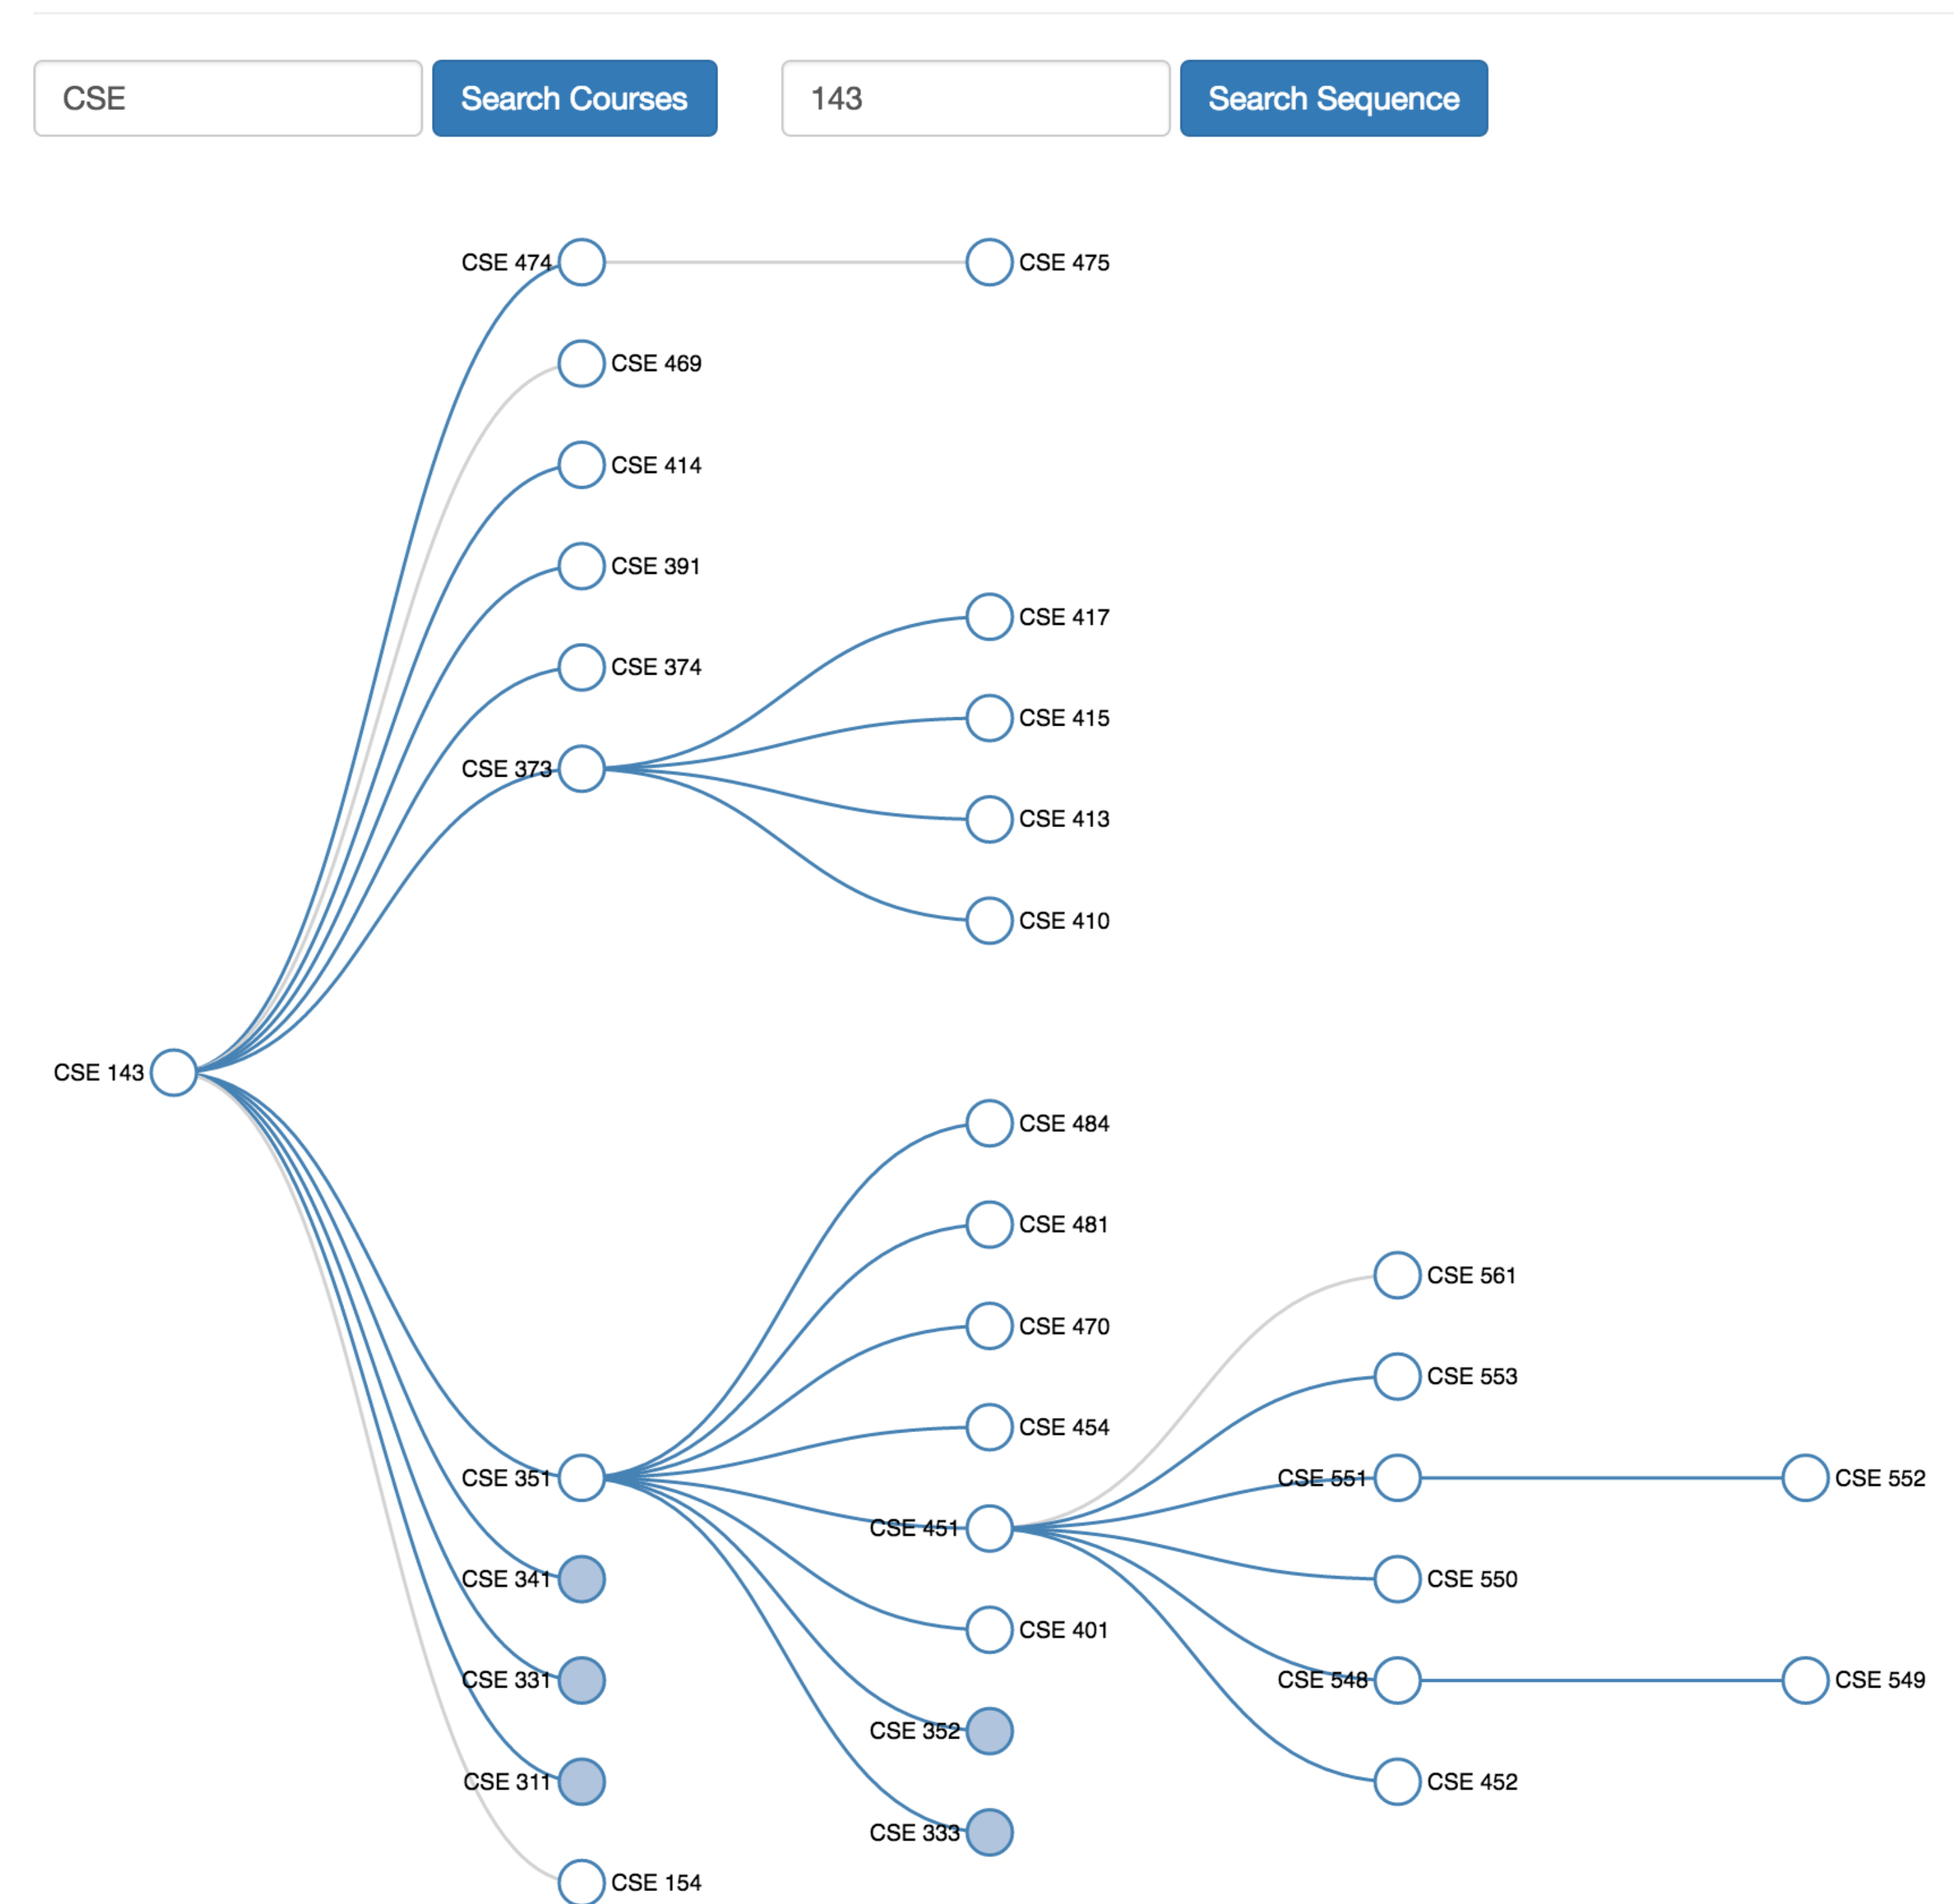 CSE
Search Courses
143
Search Sequence
CSE 474
CSE 475
CSE 469
CSE 414
CSE 391
CSE 417
CSE 374
CSE 415
CSE 373
CSE 413
CSE 410
CSE 143
CSE 484
CSE 481
CSE 561
CSE 470
CSE 553
CSE 454
CSE 351
CSE 551
CSE 552
CSE 451
CSE 341
CSE 550
CSE 401
CSE 331
CSE 548
CSE 549
CSE 352
CSE 311
CSE 452
CSE 333
CSE 154